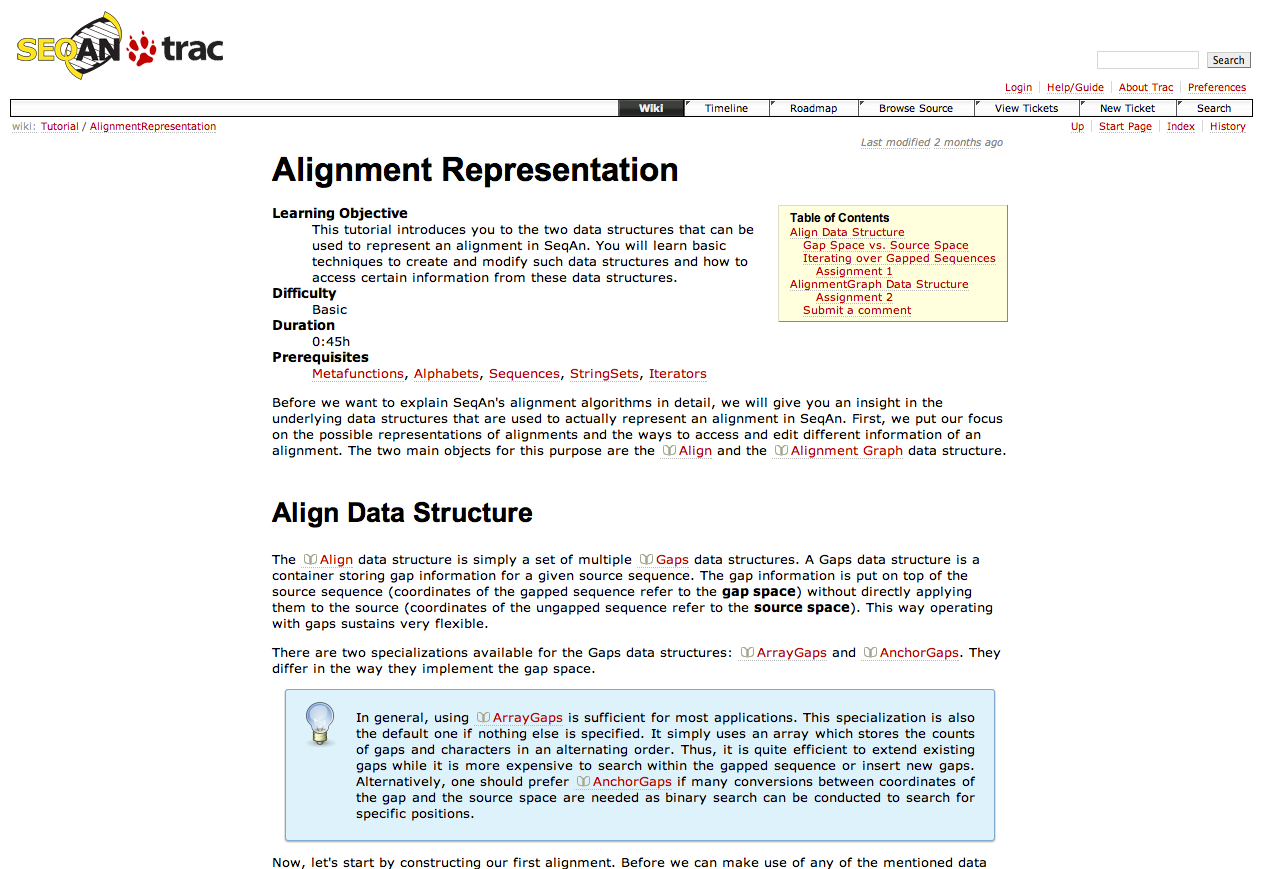 SEQAN trac
Search
Login Help/Guide About Trac Preferences
Wiki Timeline Roadmap Browse Source View Tickets New Ticket Search
wiki: Tutorial / AlignmentRepresentation
Up Start Page Index History
Last modified 2 months ago
Alignment Representation
Learning Objective
This tutorial introduces you to the two data structures that can be
used to represent an alignment in SeqAn. You will learn basic
techniques to create and modify such data structures and how to
access certain information from these data structures.
Difficulty
Basic
Duration
0:45h
Prerequisites
Metafunctions, Alphabets, Sequences, StringSets, Iterators
Table of Contents
Align Data Structure
Gap Space vs. Source Space
Iterating over Gapped Sequences
Assignment 1
AlignmentGraph Data Structure
Assignment 2
Submit a comment
Before we want to explain SeqAn's alignment algorithms in detail, we will give you an insight in the
underlying data structures that are used to actually represent an alignment in SeqAn. First, we put our focus
on the possible representations of alignments and the ways to access and edit different information of an
alignment. The two main objects for this purpose are the Align and the Alignment Graph data structure.
Align Data Structure
The Align data structure is simply a set of multiple Gaps data structures. A Gaps data structure is a
container storing gap information for a given source sequence. The gap information is put on top of the
source sequence (coordinates of the gapped sequence refer to the gap space) without directly applying
them to the source (coordinates of the ungapped sequence refer to the source space). This way operating
with gaps sustains very flexible.
There are two specializations available for the Gaps data structures: ArrayGaps and AnchorGaps. They
differ in the way they implement the gap space.
In general, using ArrayGaps is sufficient for most applications. This specialization is also
the default one if nothing else is specified. It simply uses an array which stores the counts
of gaps and characters in an alternating order. Thus, it is quite efficient to extend existing
gaps while it is more expensive to search within the gapped sequence or insert new gaps.
Alternatively, one should prefer AnchorGaps if many conversions between coordinates of
the gap and the source space are needed as binary search can be conducted to search for
specific positions.
Now, let's start by constructing our first alignment. Before we can make use of any of the mentioned data